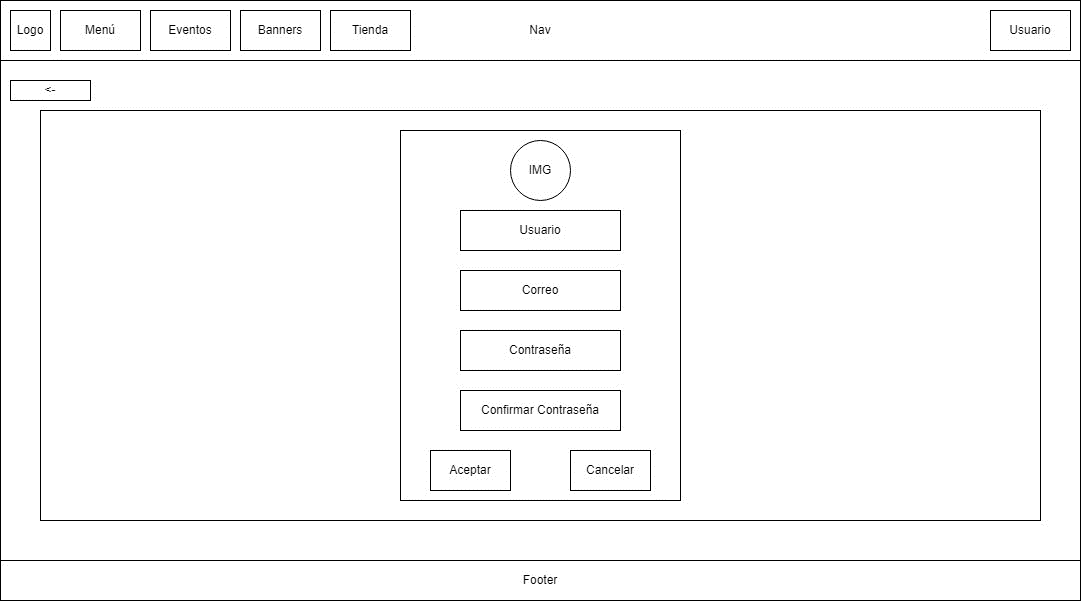 Logo
Menú
Eventos
Banners
Tienda
Nav
Usuario
<-
IMG
Usuario
Correo
Contraseña
Confirmar Contraseña
Aceptar
Cancelar
Footer